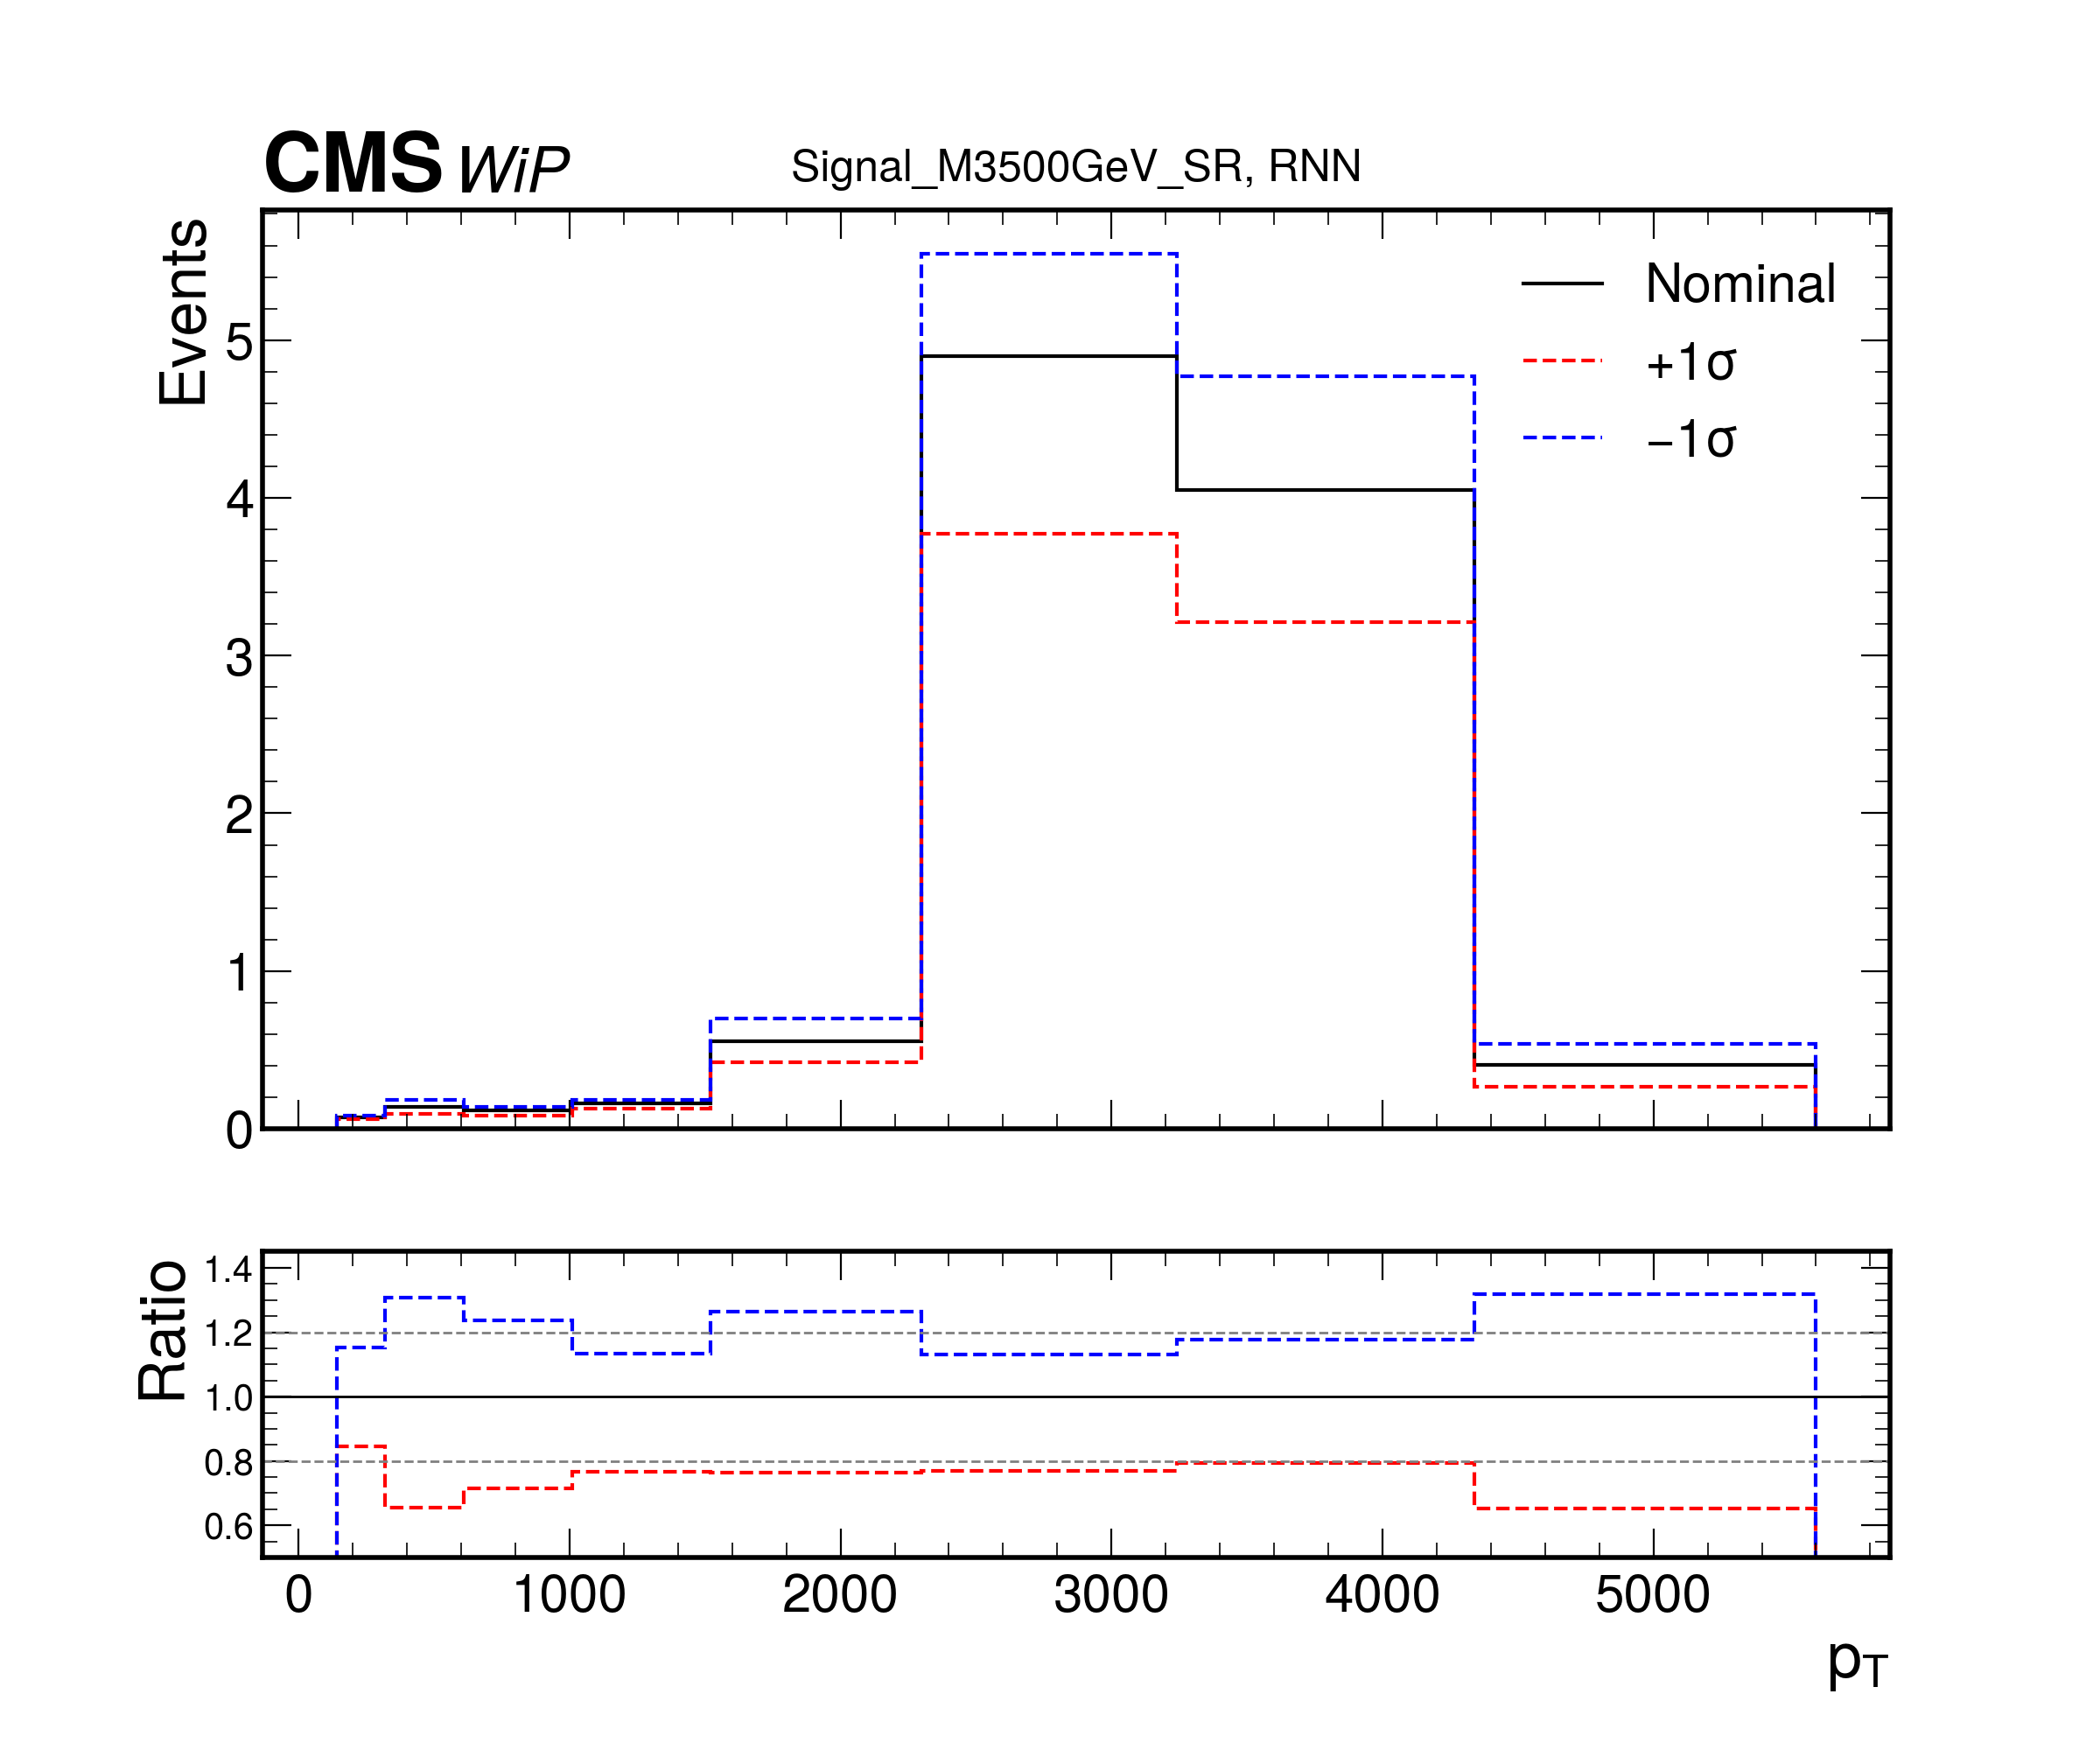 CMS WiP
Signal_M3500GeV_SR, RNN
Events
5
4
3
2
1
0
Nominal
+1σ
−1σ
Ratio
1.4
1.2
1.0
0.8
0.6
0 1000 2000 3000 4000 5000
pT